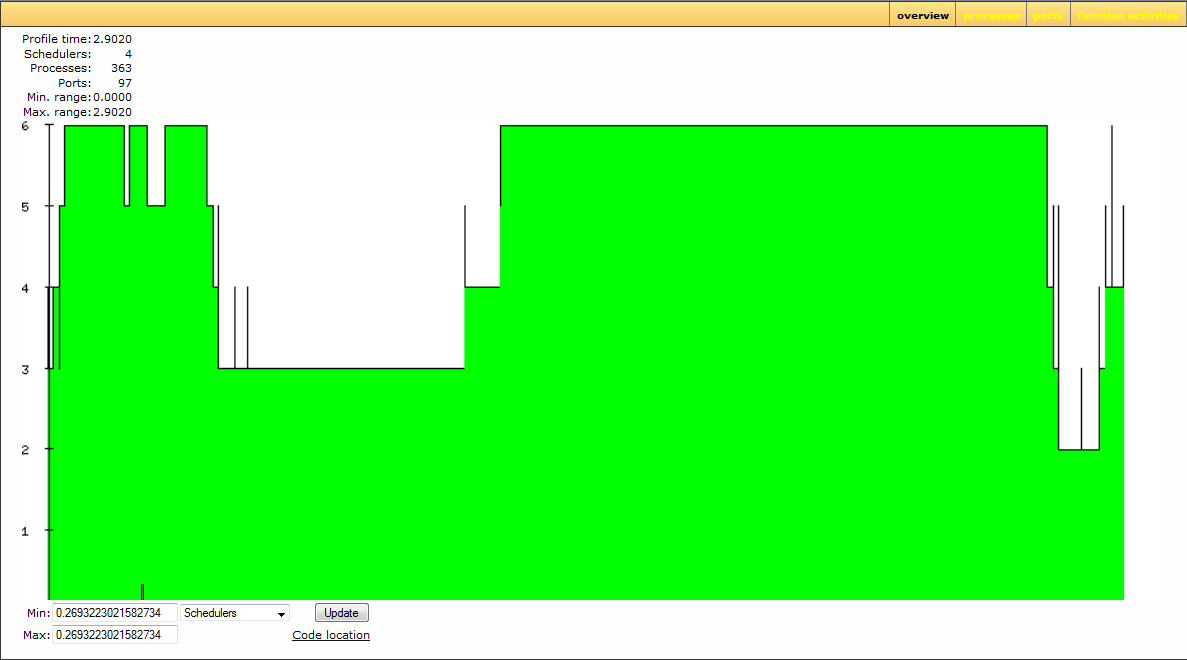 overview processes ports function activities
Profile time: 2.9020
Schedulers: 4
Processes: 363
Ports: 97
Min. range: 0.0000
Max. range: 2.9020
6
5
4
3
2
1
Min: 0.2693223021582734 Schedulers Update
Max: 0.2693223021582734 Code location